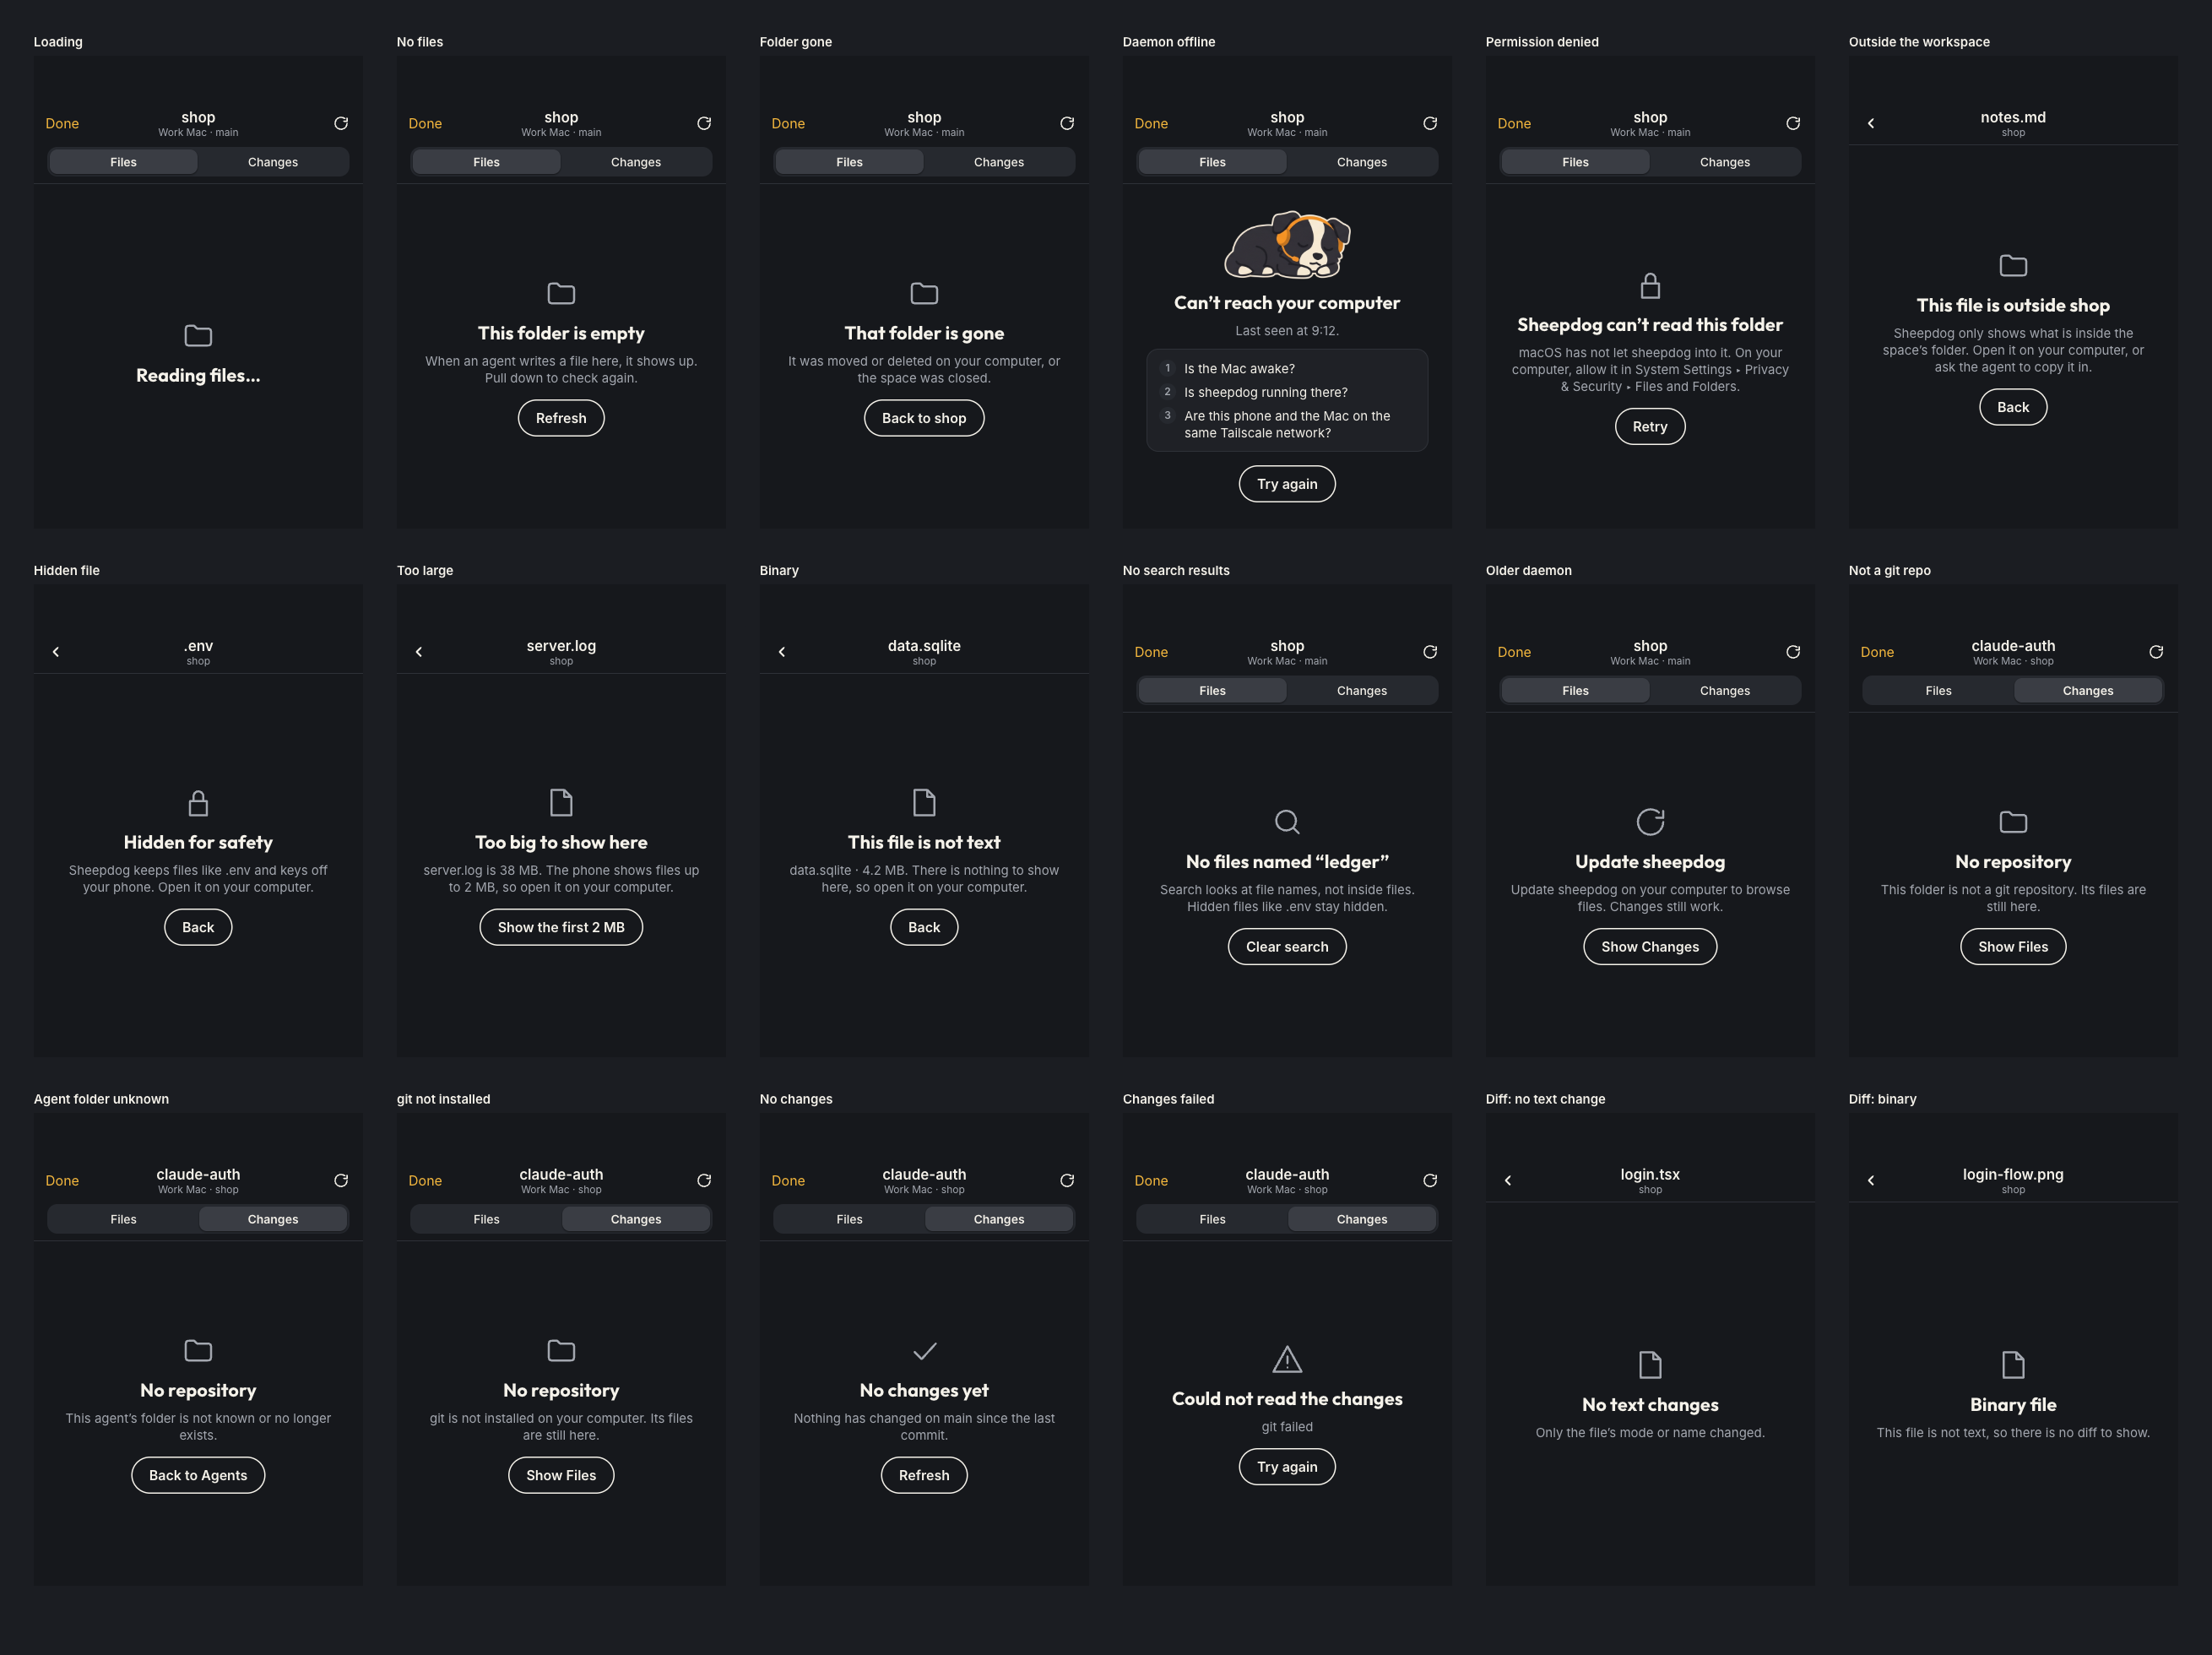 Loading
Done
shop
Work Mac · main
Files
Changes
Reading files...
No files
Done
shop
Work Mac · main
Files
Changes
This folder is empty
When an agent writes a file here, it shows up.
Pull down to check again.
Refresh
Folder gone
Done
shop
Work Mac · main
Files
Changes
That folder is gone
It was moved or deleted on your computer, or
the space was closed.
Back to shop
Daemon offline
Done
shop
Work Mac · main
Files
Changes
Can’t reach your computer
Last seen at 9:12.
1 Is the Mac awake?
2 Is sheepdog running there?
3 Are this phone and the Mac on the
same Tailscale network?
Try again
Permission denied
Done
shop
Work Mac · main
Files
Changes
Sheepdog can’t read this folder
macOS has not let sheepdog into it. On your
computer, allow it in System Settings ‣ Privacy
& Security ‣ Files and Folders.
Retry
Outside the workspace
notes.md
shop
This file is outside shop
Sheepdog only shows what is inside the
space’s folder. Open it on your computer, or
ask the agent to copy it in.
Back
Hidden file
.env
shop
Hidden for safety
Sheepdog keeps files like .env and keys off
your phone. Open it on your computer.
Back
Too large
server.log
shop
Too big to show here
server.log is 38 MB. The phone shows files up
to 2 MB, so open it on your computer.
Show the first 2 MB
Binary
data.sqlite
shop
This file is not text
data.sqlite · 4.2 MB. There is nothing to show
here, so open it on your computer.
Back
No search results
Done
shop
Work Mac · main
Files
Changes
No files named “ledger”
Search looks at file names, not inside files.
Hidden files like .env stay hidden.
Clear search
Older daemon
Done
shop
Work Mac · main
Files
Changes
Update sheepdog
Update sheepdog on your computer to browse
files. Changes still work.
Show Changes
Not a git repo
Done
claude-auth
Work Mac · shop
Files
Changes
No repository
This folder is not a git repository. Its files are
still here.
Show Files
Agent folder unknown
Done
claude-auth
Work Mac · shop
Files
Changes
No repository
This agent’s folder is not known or no longer
exists.
Back to Agents
git not installed
Done
claude-auth
Work Mac · shop
Files
Changes
No repository
git is not installed on your computer. Its files
are still here.
Show Files
No changes
Done
claude-auth
Work Mac · shop
Files
Changes
No changes yet
Nothing has changed on main since the last
commit.
Refresh
Changes failed
Done
claude-auth
Work Mac · shop
Files
Changes
Could not read the changes
git failed
Try again
Diff: no text change
login.tsx
shop
No text changes
Only the file’s mode or name changed.
Diff: binary
login-flow.png
shop
Binary file
This file is not text, so there is no diff to show.